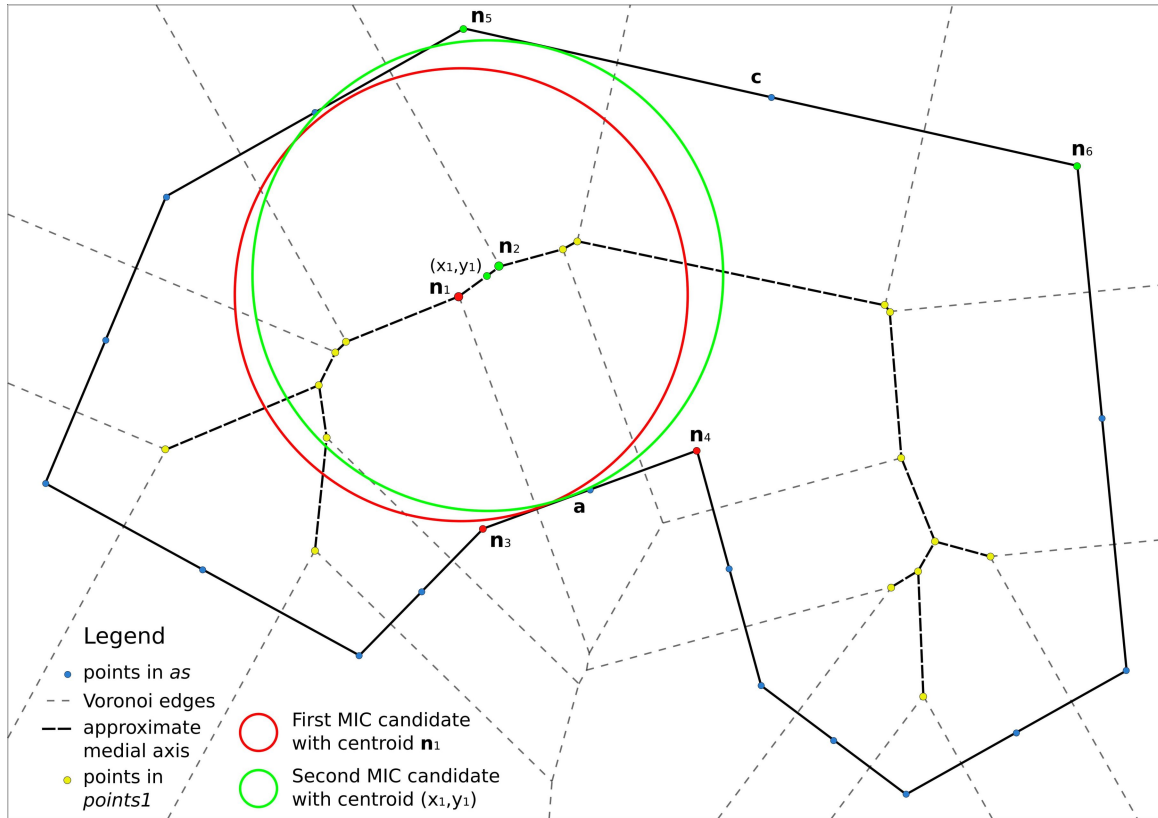 n₅
c
n₆
n₂
(x₁,y₁)
n₁
n₄
a
n₃
Legend
points in as
Voronoi edges
approximate
medial axis
points in
points1
First MIC candidate
with centroid n₁
Second MIC candidate
with centroid (x₁,y₁)